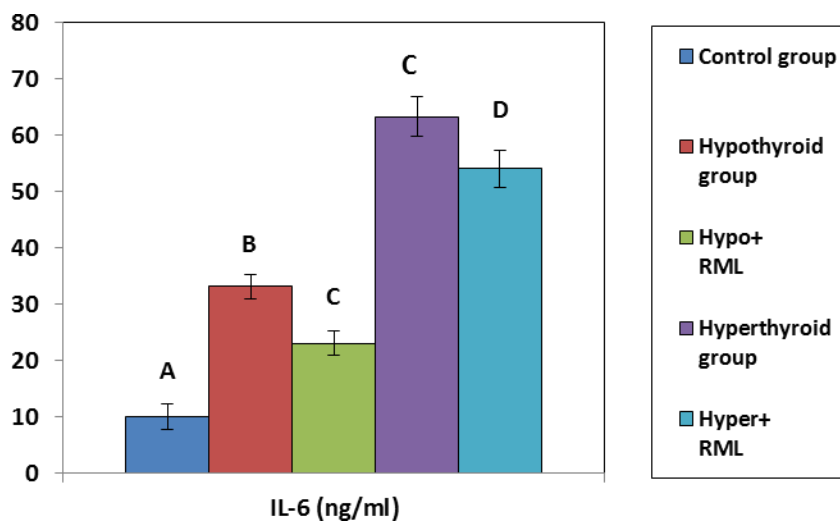 80
70
60
50
40
30
20
10
0
A
B
C
C
D
IL-6 (ng/ml)
Control group
Hypothyroid
group
Hypo+
RML
Hyperthyroid
group
Hyper+
RML